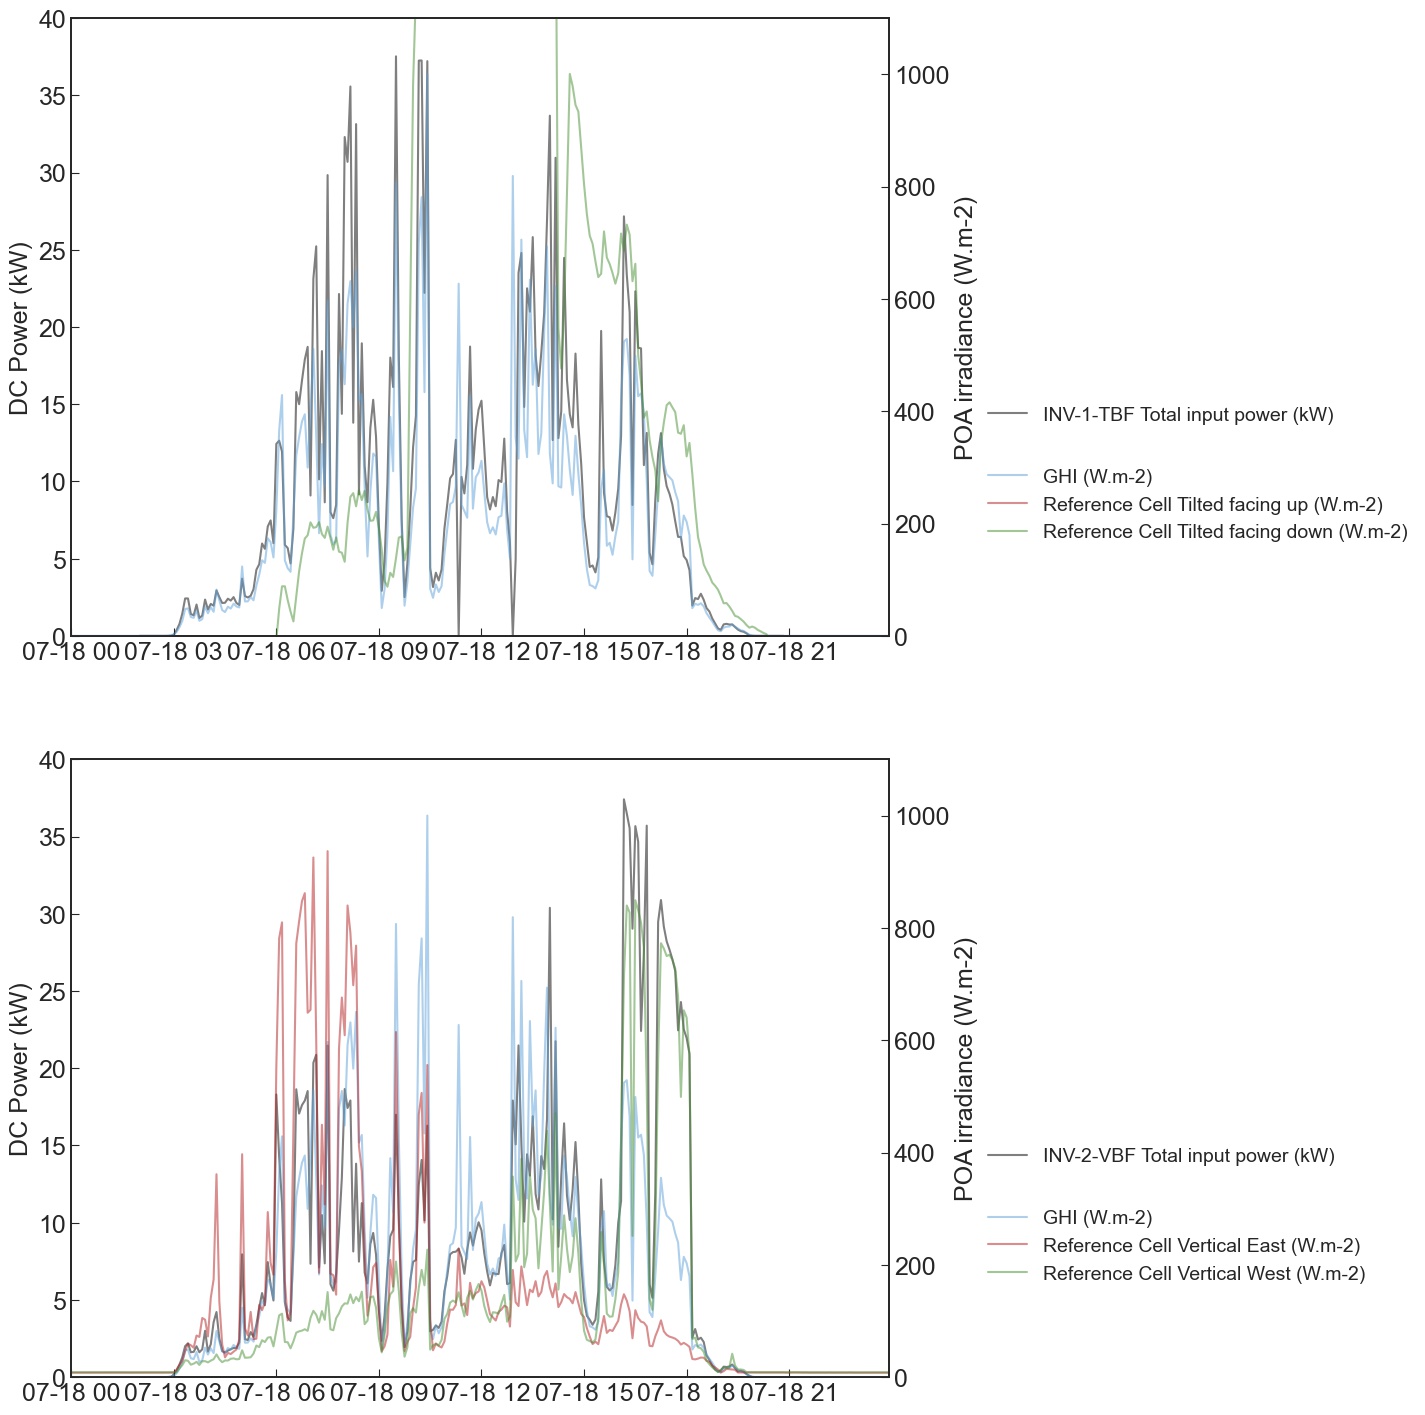 40
35
30
25
20
15
10
5
0
DC Power (kW)
1000
800
600
400
200
0
POA irradiance (W.m-2)
07-18 00 07-18 03 07-18 06 07-18 09 07-18 12 07-18 15 07-18 18 07-18 21
INV-1-TBF Total input power (kW)
GHI (W.m-2)
Reference Cell Tilted facing up (W.m-2)
Reference Cell Tilted facing down (W.m-2)
40
35
30
25
20
15
10
5
0
DC Power (kW)
1000
800
600
400
200
0
POA irradiance (W.m-2)
07-18 00 07-18 03 07-18 06 07-18 09 07-18 12 07-18 15 07-18 18 07-18 21
INV-2-VBF Total input power (kW)
GHI (W.m-2)
Reference Cell Vertical East (W.m-2)
Reference Cell Vertical West (W.m-2)